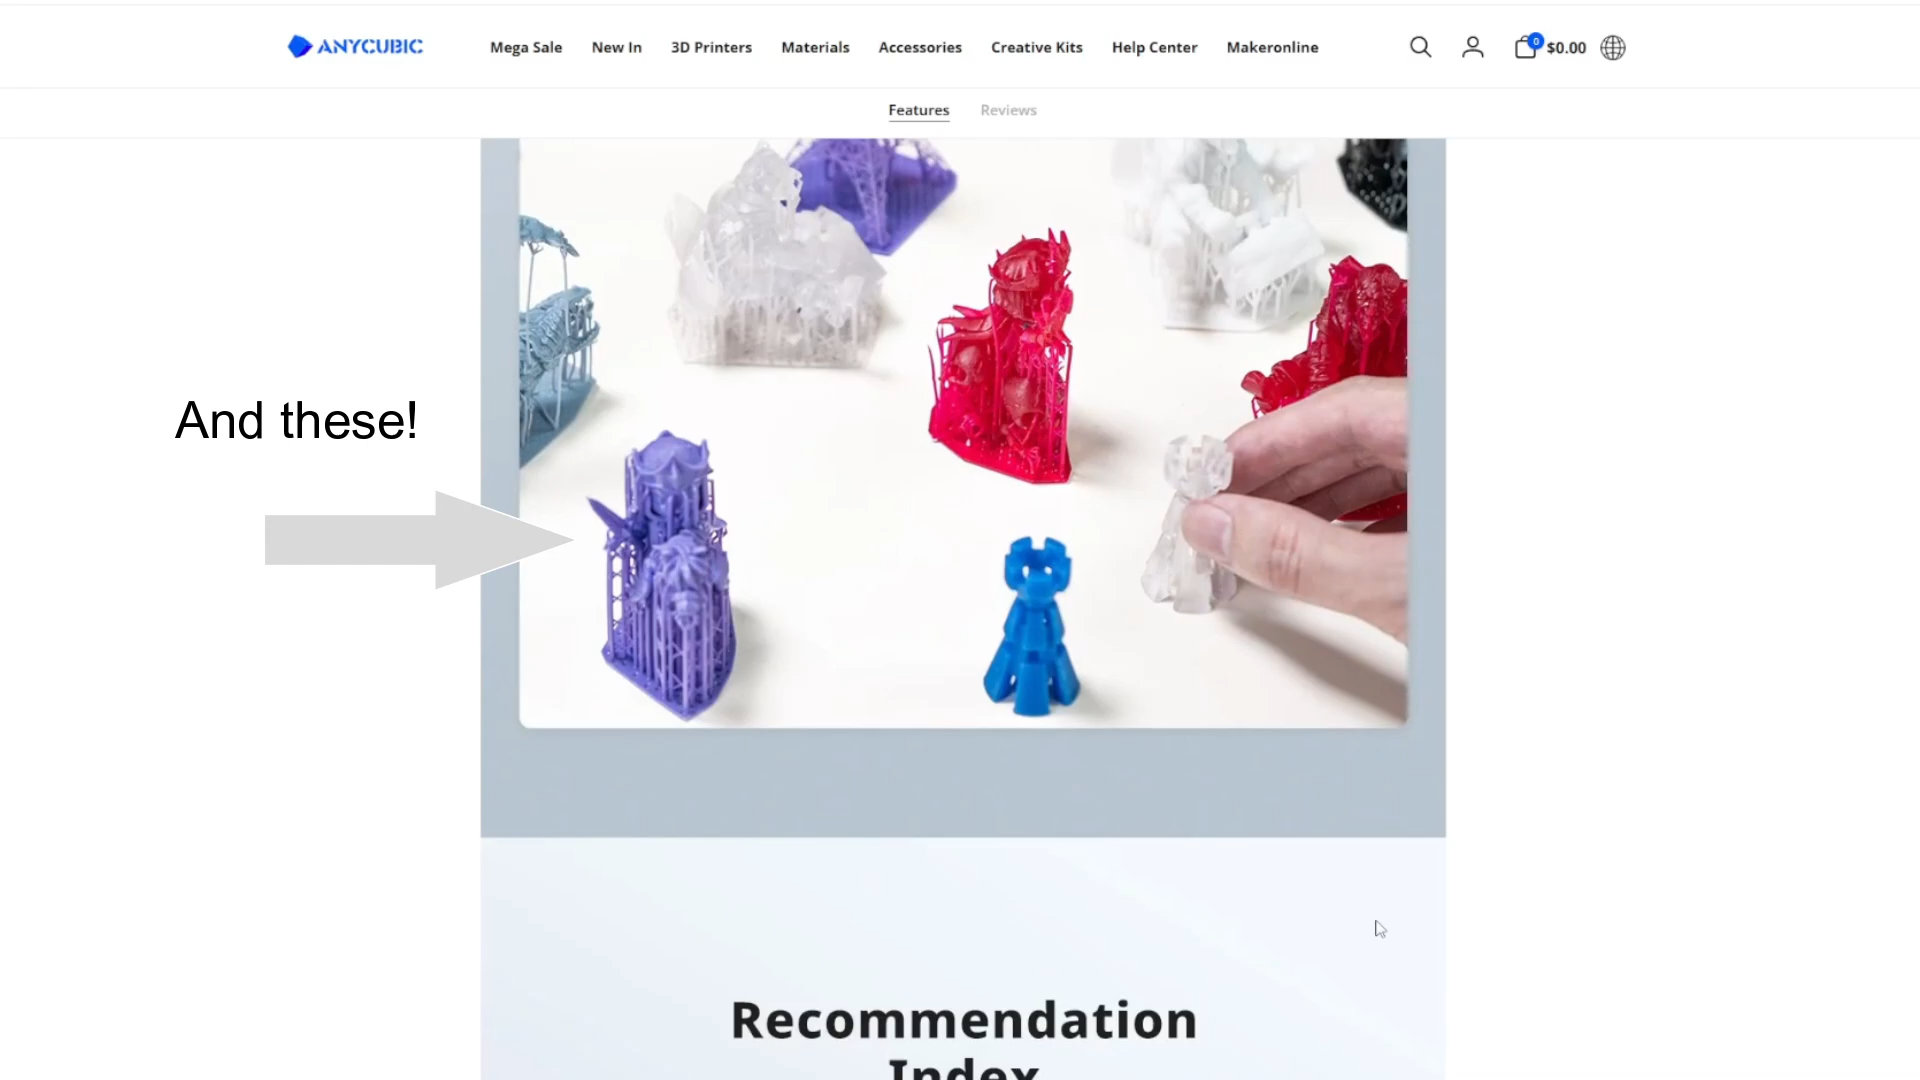 ANYCUBIC
Mega Sale New In 3D Printers Materials Accessories Creative Kits Help Center Makeronline
0 $0.00
Features Reviews
And these!
Recommendation
Index